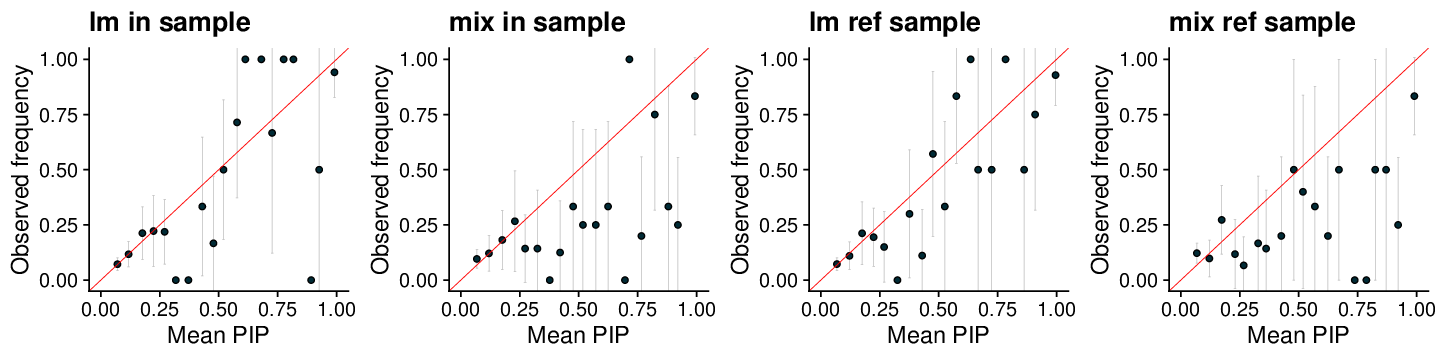 lm in sample
Observed frequency
1.00
0.75
0.50
0.25
0.00
0.00 0.25 0.50 0.75 1.00
Mean PIP
mix in sample
Observed frequency
1.00
0.75
0.50
0.25
0.00
0.00 0.25 0.50 0.75 1.00
Mean PIP
lm ref sample
Observed frequency
1.00
0.75
0.50
0.25
0.00
0.00 0.25 0.50 0.75 1.00
Mean PIP
mix ref sample
Observed frequency
1.00
0.75
0.50
0.25
0.00
0.00 0.25 0.50 0.75 1.00
Mean PIP